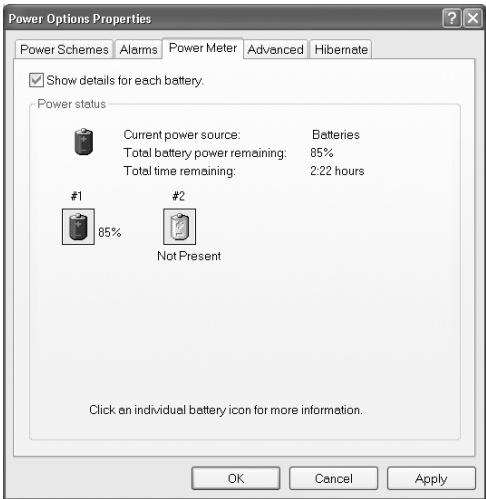 Power Options Properties
Power Schemes Alarms Power Meter Advanced Hibernate
Show details for each battery.
Power status
Current power source: Batteries
Total battery power remaining: 85%
Total time remaining: 2:22 hours
#1 #2
85%
Not Present
Click an individual battery icon for more information.
OK Cancel Apply